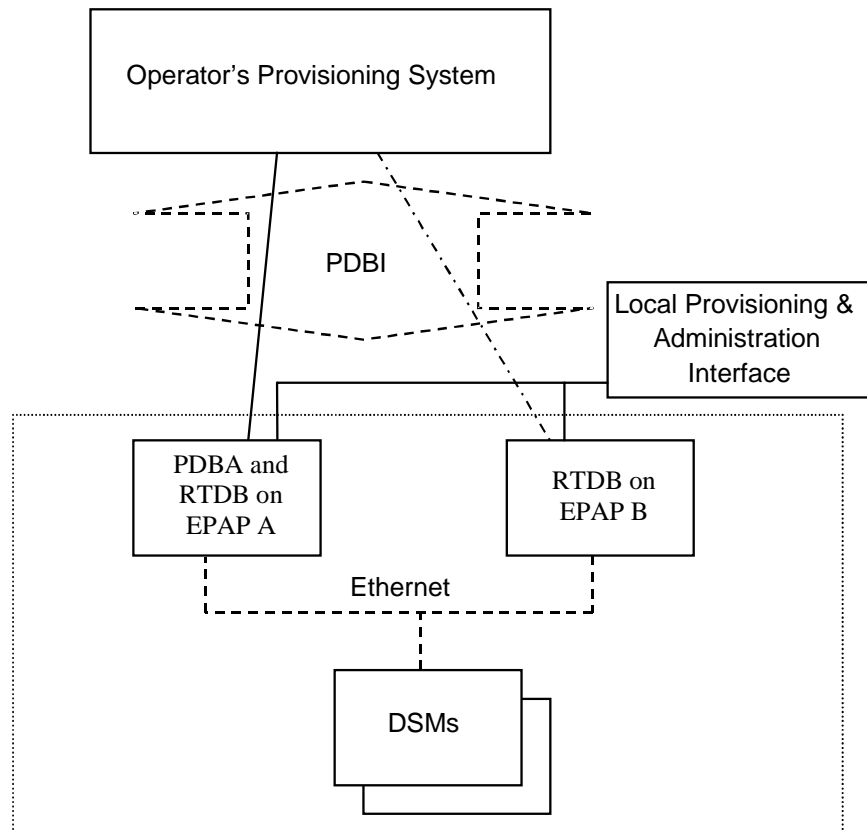 Operator's Provisioning System
PDBI
Local Provisioning &
Administration
Interface
PDBA and
RTDB on
EPAP A
RTDB on
EPAP B
Ethernet
DSMs